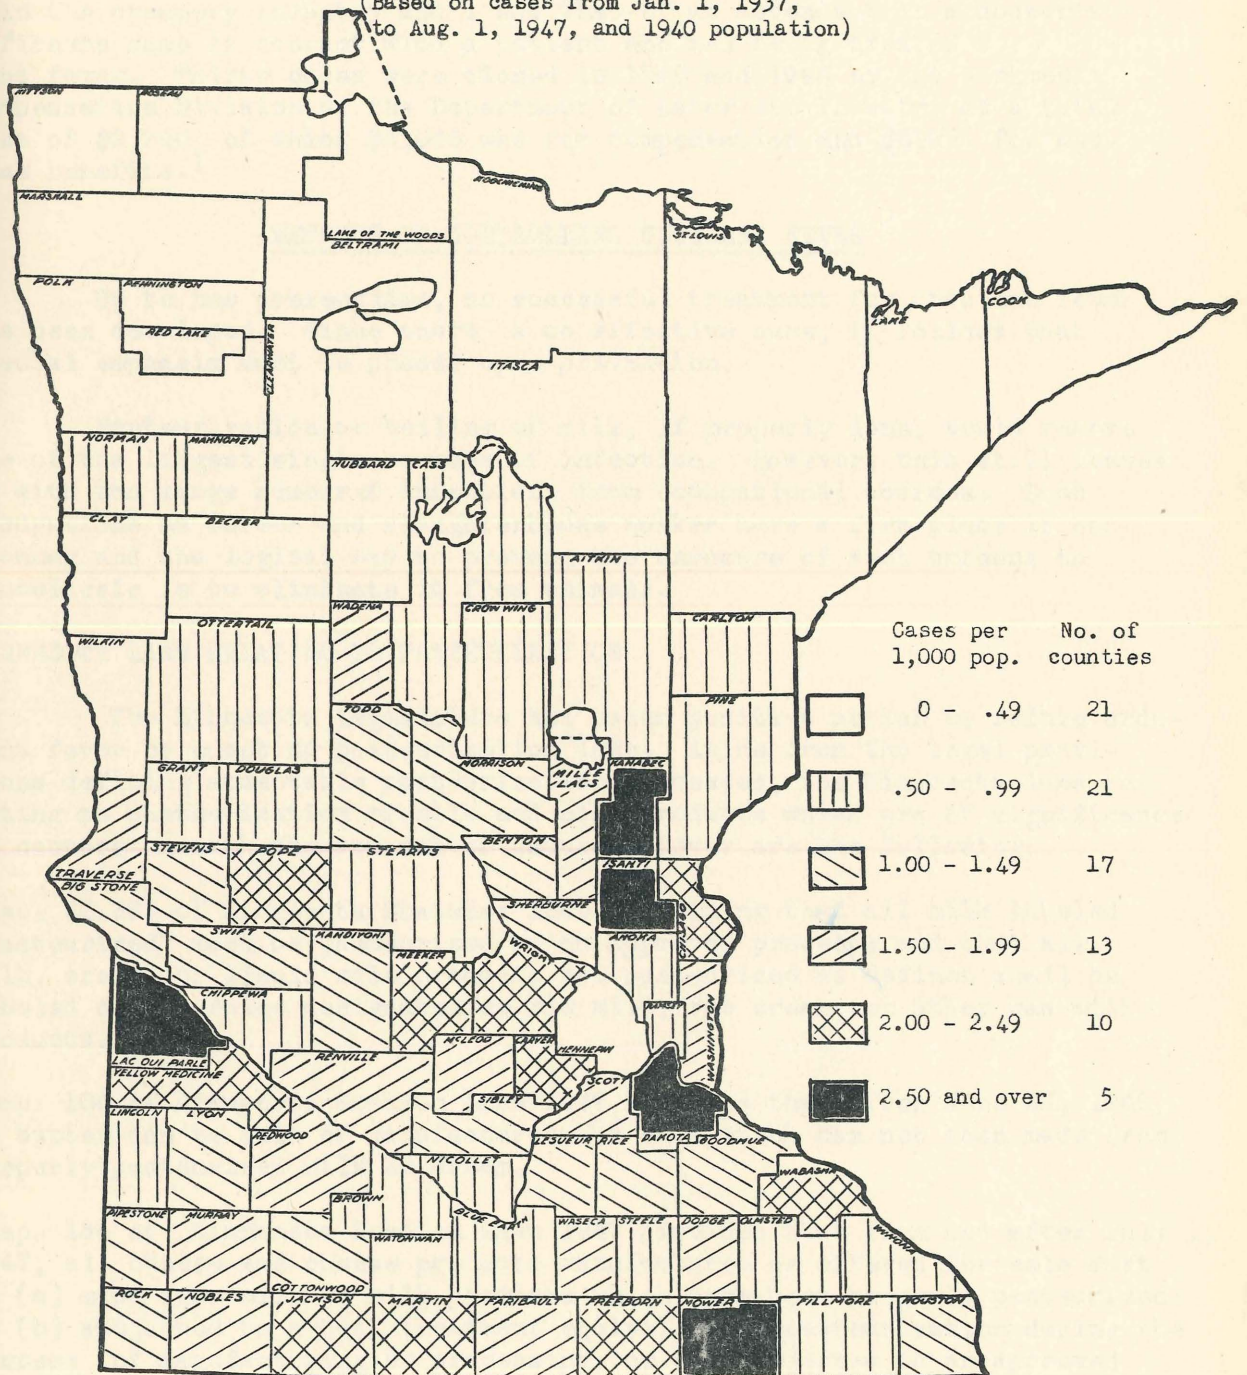 (Based on cases from Jan. 1, 1937,
to Aug. 1, 1947, and 1940 population)
KITTSON
ROSEAU
KOOCHICHING
MARSHALL
LAKE OF THE WOODS
BELTRAMI
ST. LOUIS
POLK
PENNINGTON
RED LAKE
CLEARWATER
LAKE
COOK
ITASCA
NORMAN
MAHNOMEN
HUBBARD
CASS
CLAY
BECKER
AITKIN
WADENA
CROW WING
CARLTON
OTTERTAIL
WILKIN
PINE
TODD
GRANT
DOUGLAS
MORRISON
MILLE
LACS
KANABEC
STEVENS
POPE
STEARNS
BENTON
ISANTI
TRAVERSE
BIG STONE
SHERBURNE
CHISAGO
SWIFT
KANDIYOHI
MEEKER
WRIGHT
ANOKA
CHIPPEWA
RAMSEY
WASHINGTON
LAC QUI PARLE
YELLOW MEDICINE
RENVILLE
MCLEOD
CARVER
HENNEPIN
SCOTT
LINCOLN
LYON
SIBLEY
REDWOOD
LESUEUR
RICE
DAKOTA
GOODHUE
NICOLLET
WABASHA
BROWN
BLUE EARTH
PIPESTONE
MURRAY
WASECA
STEELE
DODGE
OLMSTED
WINONA
WATONWAN
COTTONWOOD
ROCK
NOBLES
JACKSON
MARTIN
FARIBAULT
FREEBORN
MOWER
FILLMORE
HOUSTON
Cases per No. of
1,000 pop. counties
0 - .49 21
.50 - .99 21
1.00 - 1.49 17
1.50 - 1.99 13
2.00 - 2.49 10
2.50 and over 5